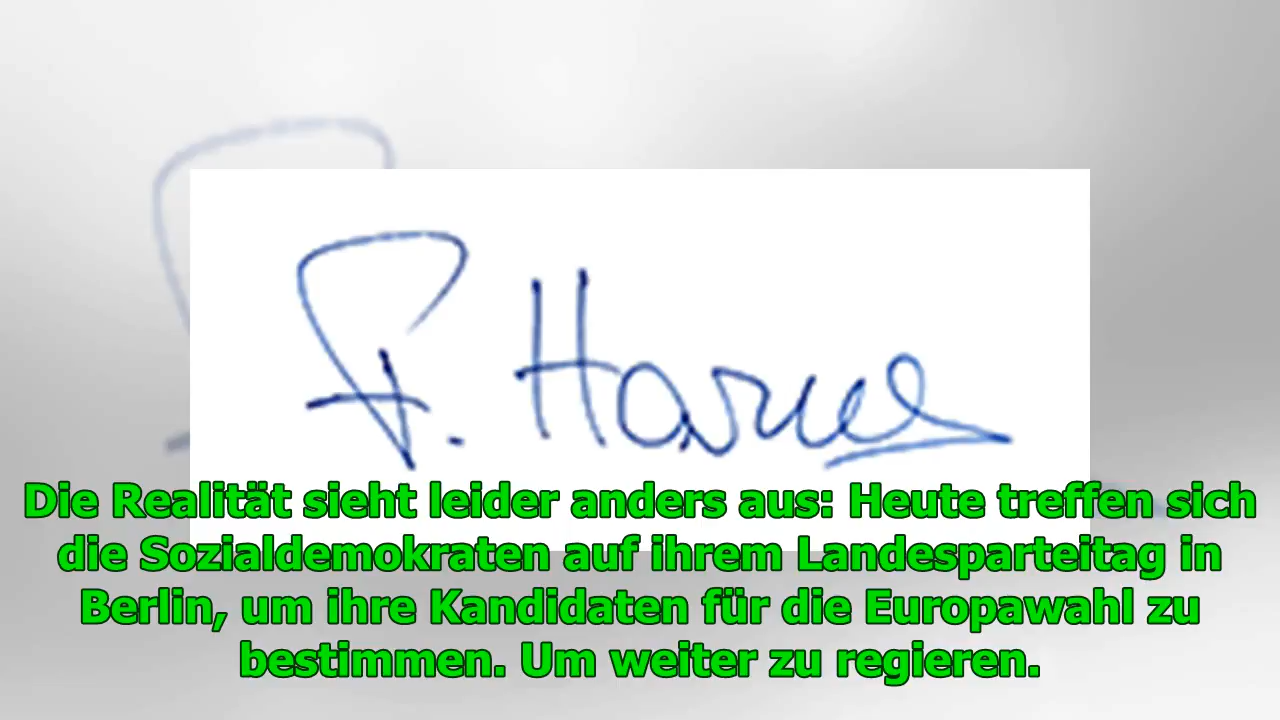 F. Harms
Die Realität sieht leider anders aus: Heute treffen sich
die Sozialdemokraten auf ihrem Landesparteitag in
Berlin, um ihre Kandidaten für die Europawahl zu
bestimmen. Um weiter zu regieren.